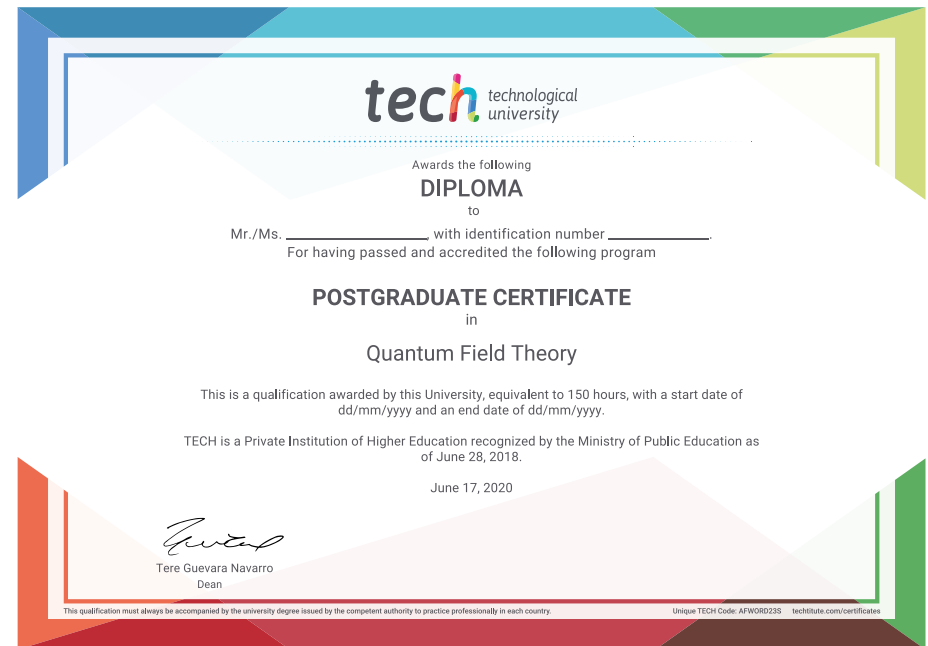 tech technological
university
Awards the following
DIPLOMA
to
Mr./Ms. ____________________, with identification number ______________.
For having passed and accredited the following program
POSTGRADUATE CERTIFICATE
in
Quantum Field Theory
This is a qualification awarded by this University, equivalent to 150 hours, with a start date of
dd/mm/yyyy and an end date of dd/mm/yyyy.
TECH is a Private Institution of Higher Education recognized by the Ministry of Public Education as
of June 28, 2018.
June 17, 2020
Tere Guevara Navarro
Dean
This qualification must always be accompanied by the university degree issued by the competent authority to practice professionally in each country.
Unique TECH Code: AFWORD23S techtitute.com/certificates